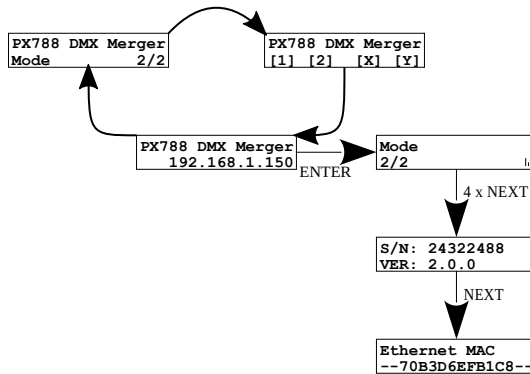 PX788 DMX Merger
Mode 2/2
PX788 DMX Merger
[1] [2] [X] [Y]
PX788 DMX Merger
192.168.1.150
ENTER
Mode
2/2
4 x NEXT
S/N: 24322488
VER: 2.0.0
NEXT
Ethernet MAC
--70B3D6EFB1C8--